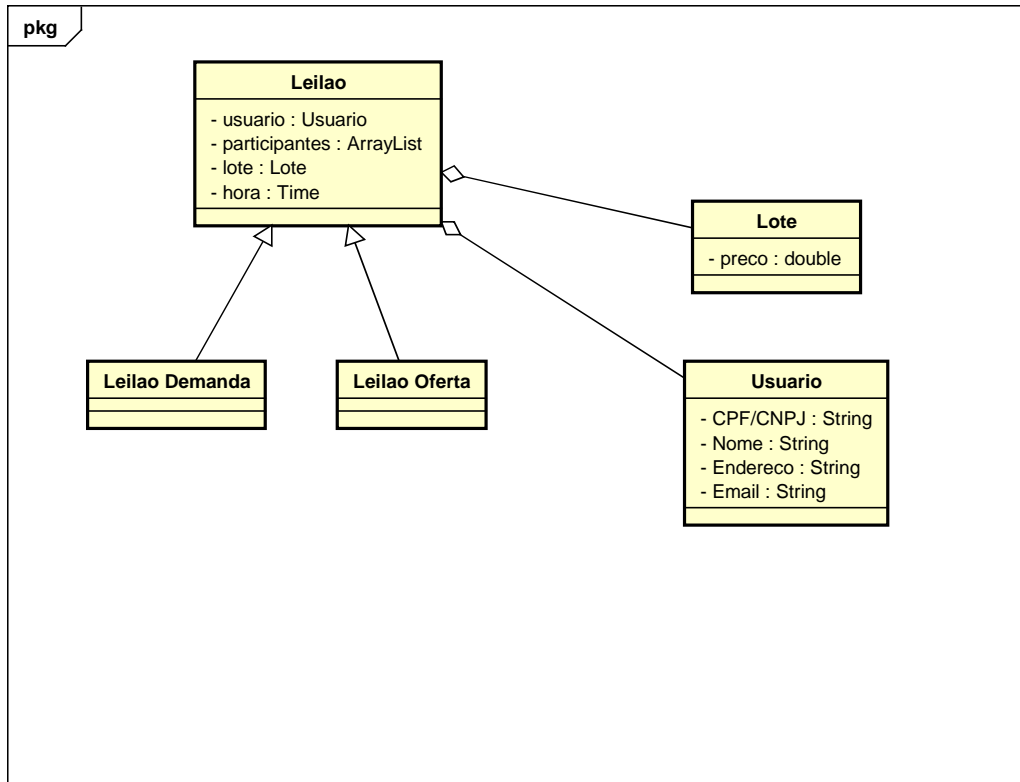 pkg
Leilao
- usuario : Usuario
- participantes : ArrayList
- lote : Lote
- hora : Time
Lote
- preco : double
Leilao Demanda
Leilao Oferta
Usuario
- CPF/CNPJ : String
- Nome : String
- Endereco : String
- Email : String